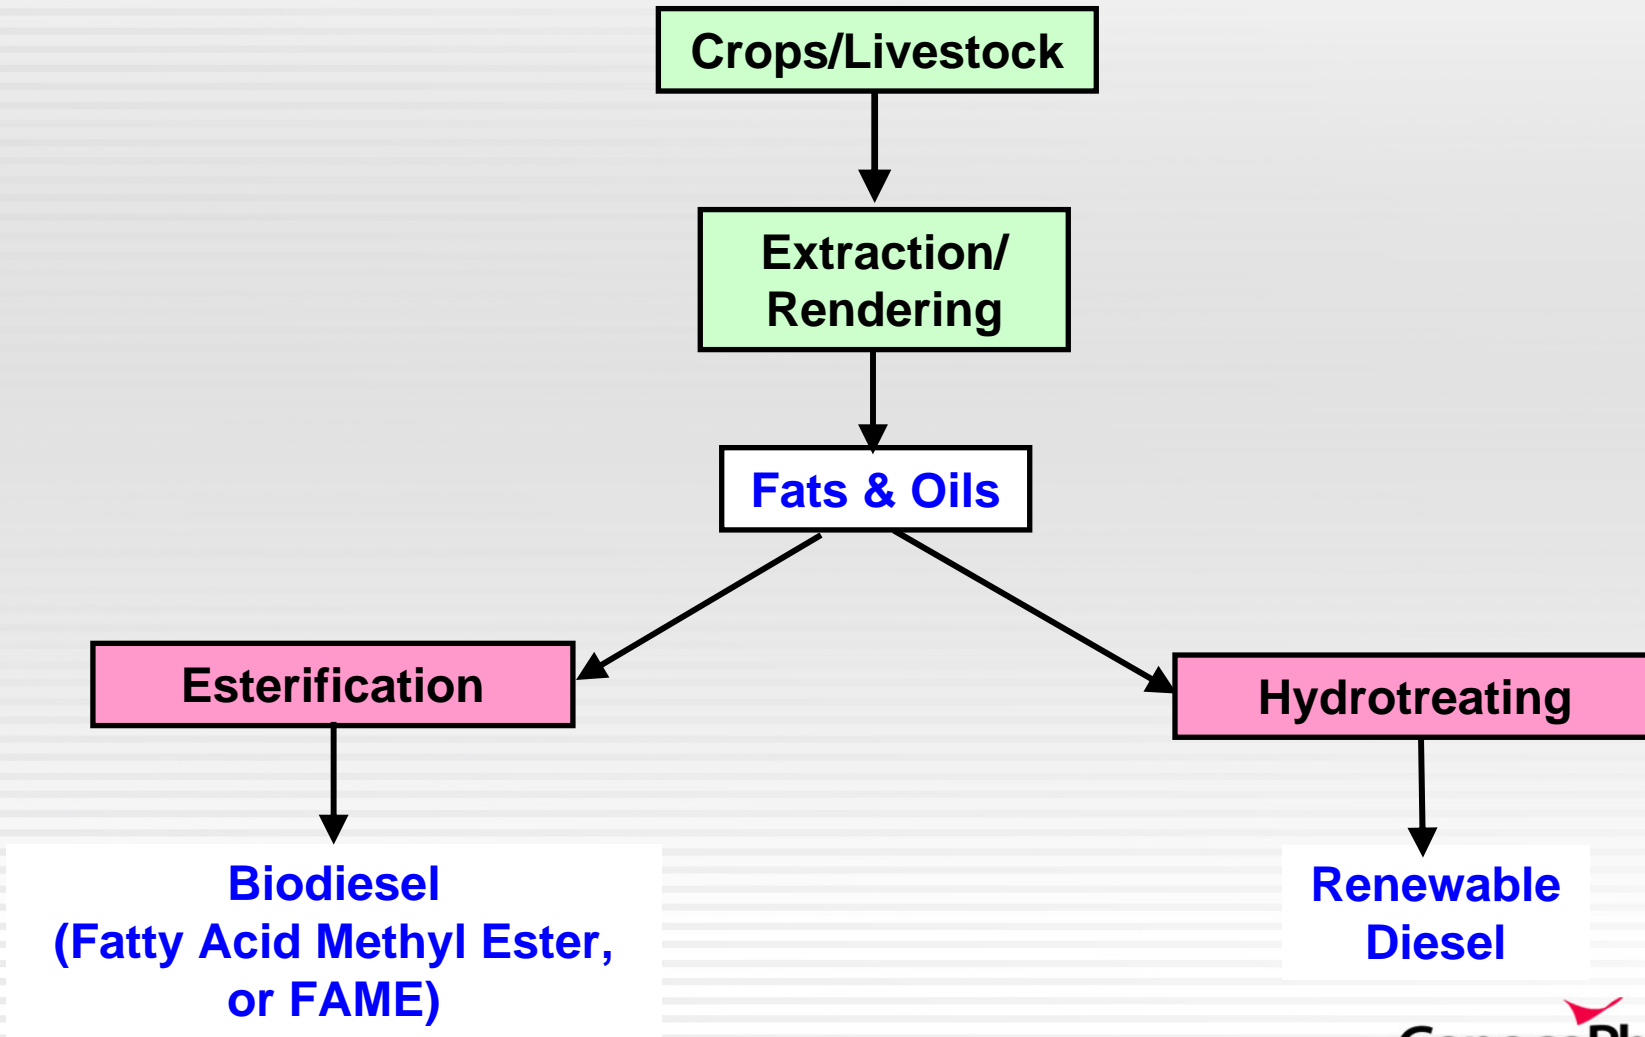 Crops/Livestock
Extraction/
Rendering
Fats & Oils
Esterification
Hydrotreating
Biodiesel
(Fatty Acid Methyl Ester,
or FAME)
Renewable
Diesel